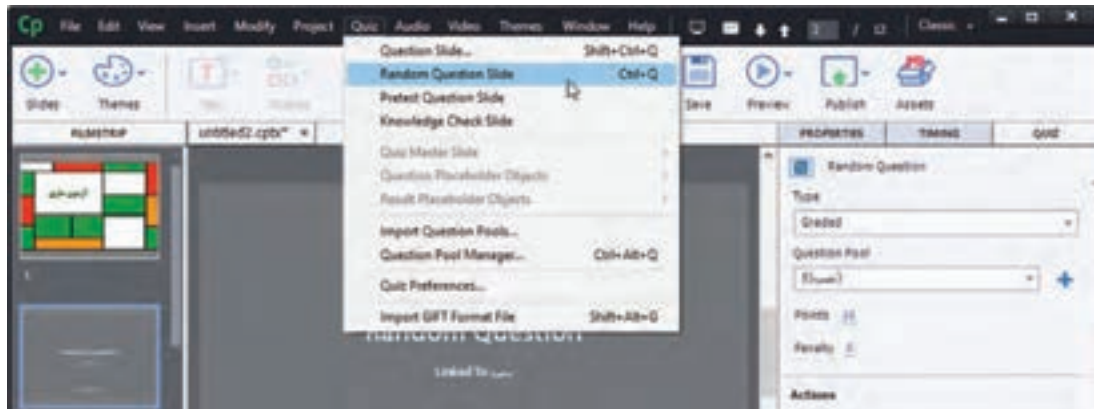 Cp File Edit View Insert Modify Project Quiz Audio Video Themes Window Help Classic
Slides Themes Save Preview Publish Assets
FILMSTRIP untitled2.cptx* PROPERTIES TIMING QUIZ
Question Slide... Shift+Ctrl+Q
Random Question Slide Ctrl+Q
Pretest Question Slide
Knowledge Check Slide
Quiz Master Slide
Question Placeholder Objects
Result Placeholder Objects
Import Question Pools...
Question Pool Manager... Ctrl+Alt+Q
Quiz Preferences...
Import GIFT Format File Shift+Alt+G
Random Question
Linked To
Random Question
Type
Graded
Question Pool
Points
Penalty
Actions